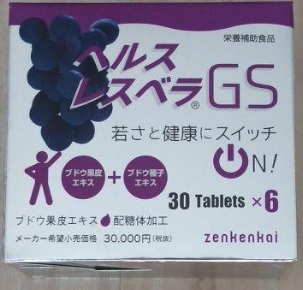 栄養補助食品
ヘルス
レスベラ®GS
若さと健康にスイッチ
ON!
ブドウ果皮エキス + ブドウ種子エキス
30 Tablets ×6
ブドウ果皮エキス 配糖体加工
メーカー希望小売価格 30,000円(税抜)
zenkenkai